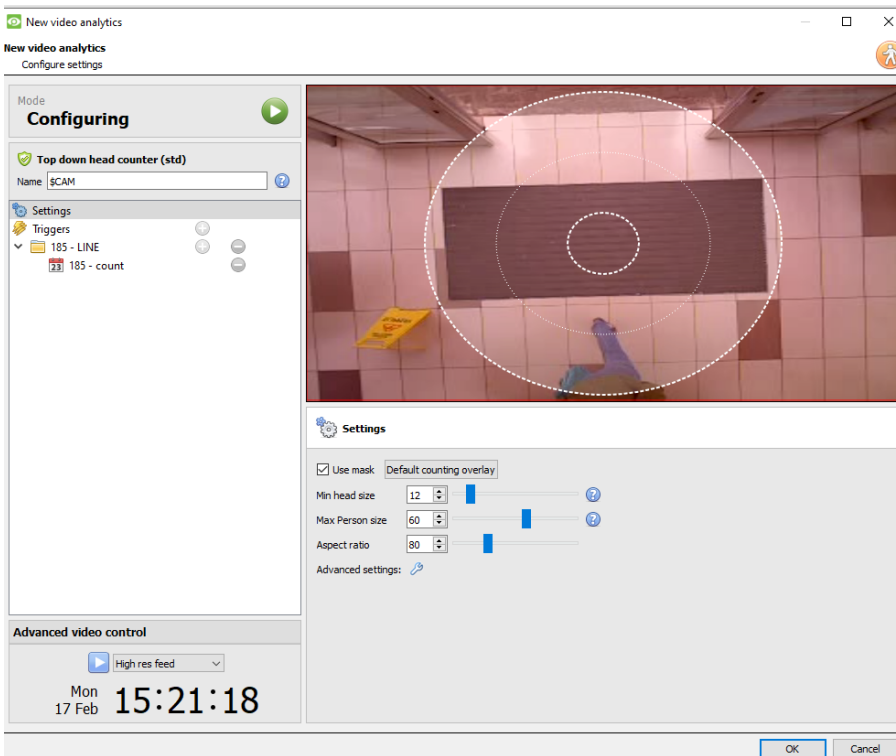 New video analytics
New video analytics
Configure settings
Mode
Configuring
Top down head counter (std)
Name $CAM
Settings
Triggers
185 - LINE
23 185 - count
Advanced video control
High res feed
Mon
17 Feb
15:21:18
Settings
Use mask Default counting overlay
Min head size 12
Max Person size 60
Aspect ratio 80
Advanced settings:
OK Cancel